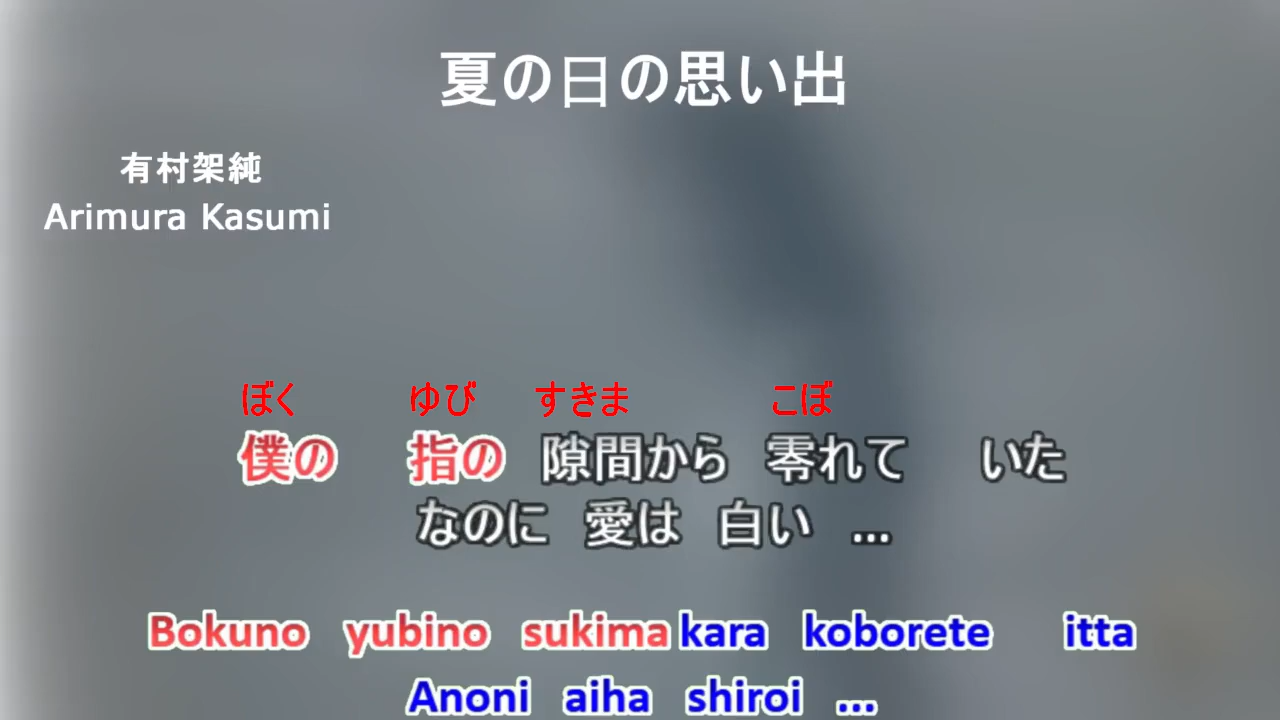 夏の日の思い出
有村架純
Arimura Kasumi
ぼく ゆび すきま こぼ
僕の 指の 隙間から 零れて いた
なのに 愛は 白い ...
Bokuno yubino sukima kara koborete itta
Anoni aiha shiroi ...